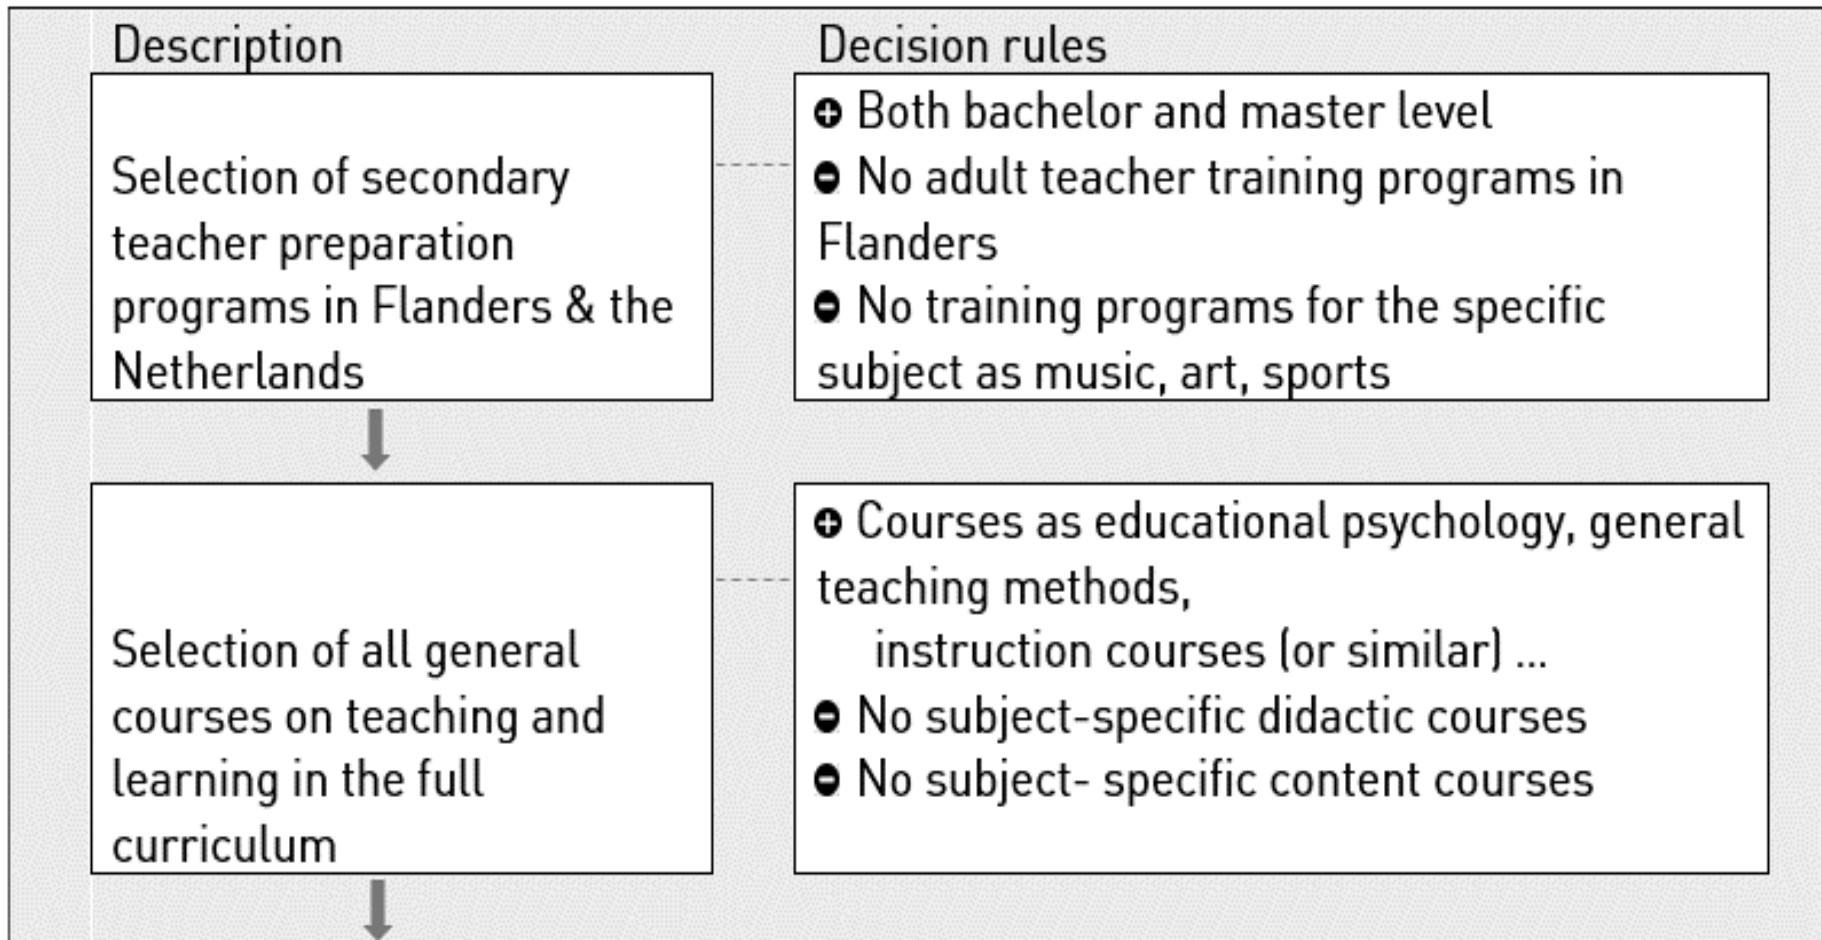 Description
Decision rules
Selection of secondary
teacher preparation
programs in Flanders & the
Netherlands
⊕ Both bachelor and master level
⊖ No adult teacher training programs in
Flanders
⊖ No training programs for the specific
subject as music, art, sports
Selection of all general
courses on teaching and
learning in the full
curriculum
⊕ Courses as educational psychology, general
teaching methods,
instruction courses (or similar) ...
⊖ No subject-specific didactic courses
⊖ No subject- specific content courses